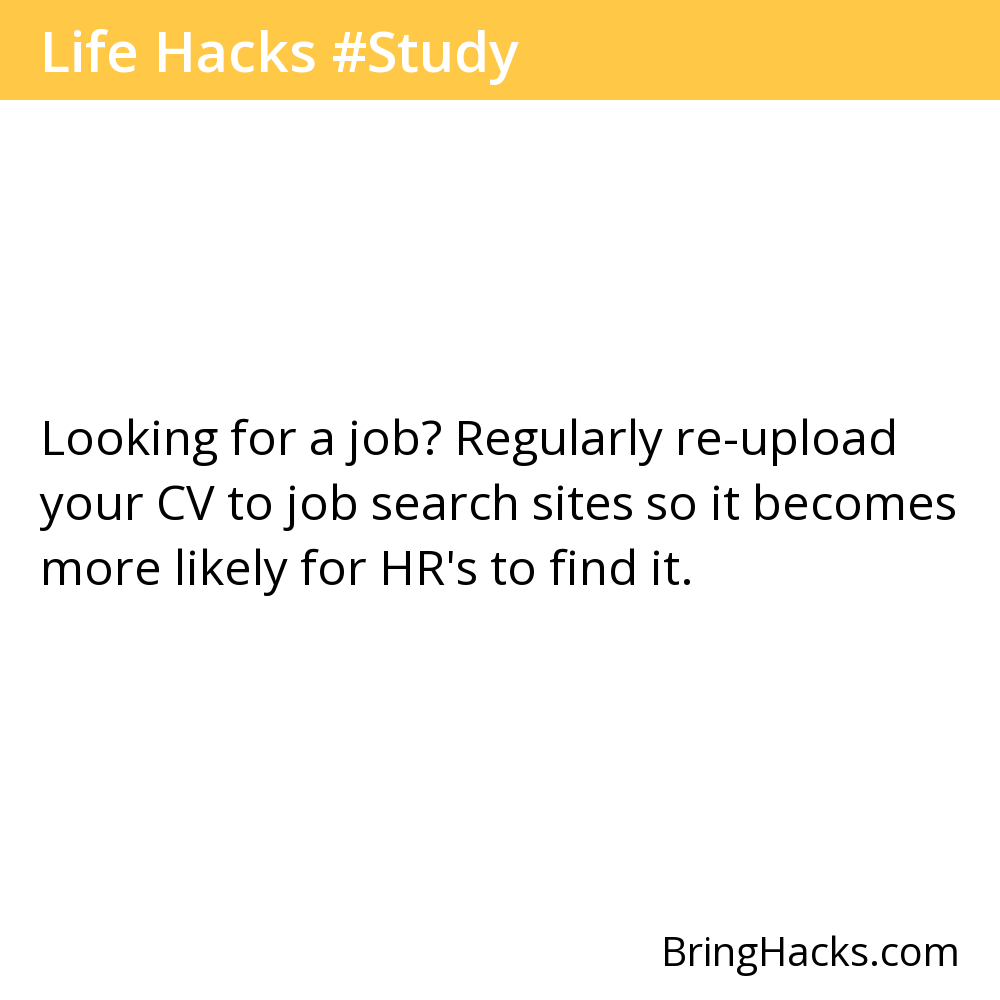 Life Hacks #Study
Looking for a job? Regularly re-upload
your CV to job search sites so it becomes
more likely for HR's to find it.
BringHacks.com